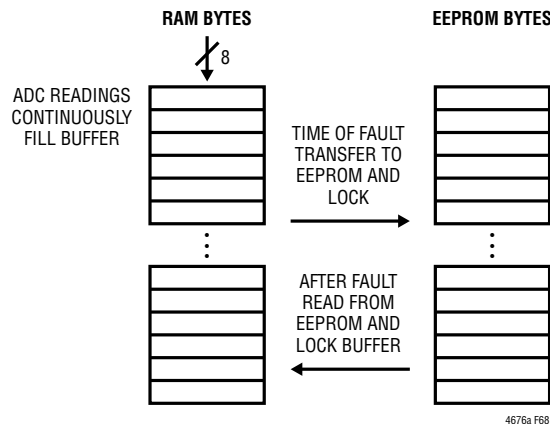 RAM BYTES
EEPROM BYTES
8
ADC READINGS
CONTINUOUSLY
FILL BUFFER
TIME OF FAULT
TRANSFER TO
EEPROM AND
LOCK
AFTER FAULT
READ FROM
EEPROM AND
LOCK BUFFER
4676a F68